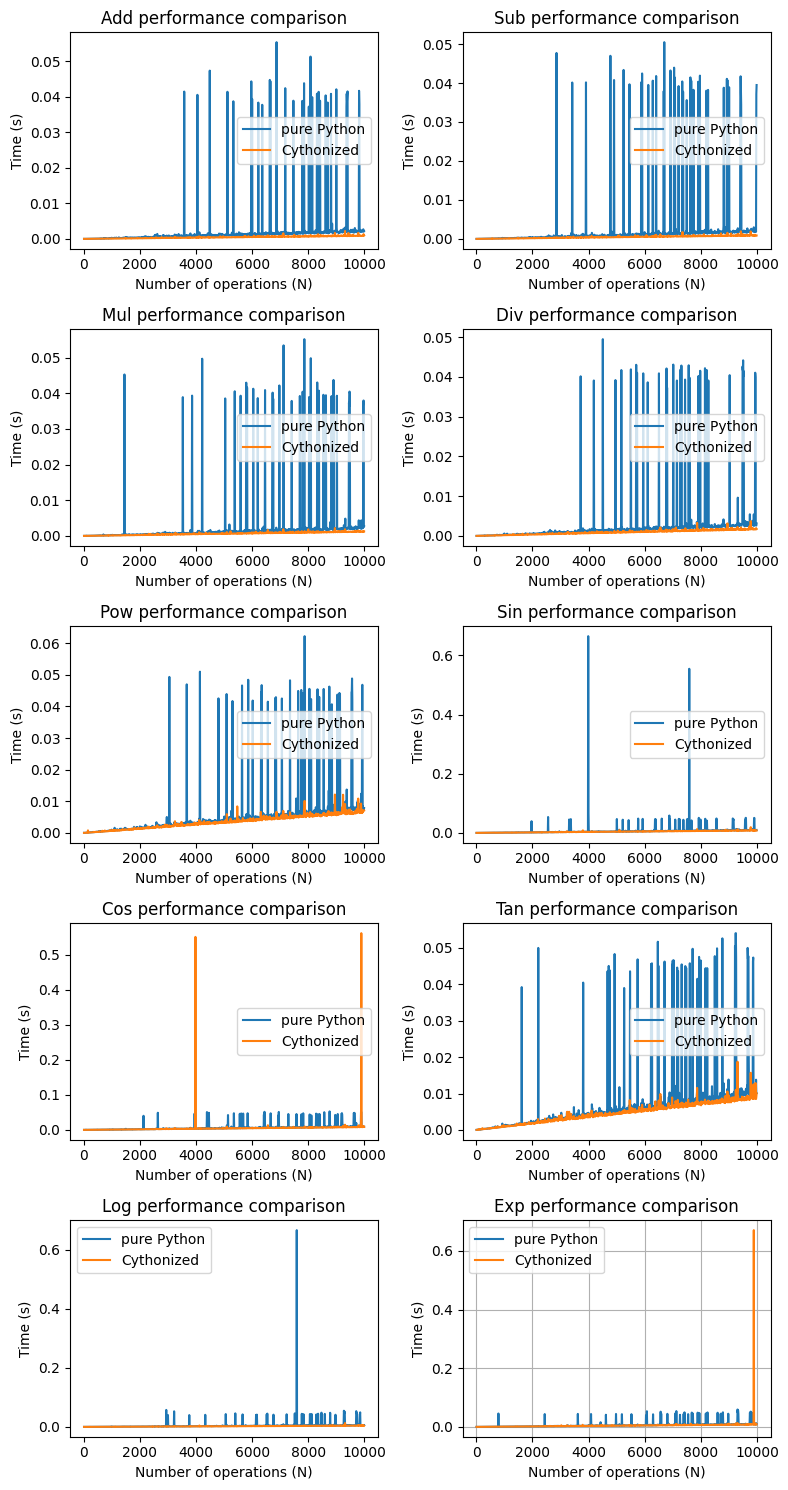 Add performance comparison
Time (s)
0.05
0.04
0.03
0.02
0.01
0.00
pure Python
Cythonized
0 2000 4000 6000 8000 10000
Number of operations (N)
Sub performance comparison
Time (s)
0.05
0.04
0.03
0.02
0.01
0.00
pure Python
Cythonized
0 2000 4000 6000 8000 10000
Number of operations (N)
Mul performance comparison
Time (s)
0.05
0.04
0.03
0.02
0.01
0.00
pure Python
Cythonized
0 2000 4000 6000 8000 10000
Number of operations (N)
Div performance comparison
Time (s)
0.05
0.04
0.03
0.02
0.01
0.00
pure Python
Cythonized
0 2000 4000 6000 8000 10000
Number of operations (N)
Pow performance comparison
Time (s)
0.06
0.05
0.04
0.03
0.02
0.01
0.00
pure Python
Cythonized
0 2000 4000 6000 8000 10000
Number of operations (N)
Sin performance comparison
Time (s)
0.6
0.4
0.2
0.0
pure Python
Cythonized
0 2000 4000 6000 8000 10000
Number of operations (N)
Cos performance comparison
Time (s)
0.5
0.4
0.3
0.2
0.1
0.0
pure Python
Cythonized
0 2000 4000 6000 8000 10000
Number of operations (N)
Tan performance comparison
Time (s)
0.05
0.04
0.03
0.02
0.01
0.00
pure Python
Cythonized
0 2000 4000 6000 8000 10000
Number of operations (N)
Log performance comparison
Time (s)
0.6
0.4
0.2
0.0
pure Python
Cythonized
0 2000 4000 6000 8000 10000
Number of operations (N)
Exp performance comparison
Time (s)
0.6
0.4
0.2
0.0
pure Python
Cythonized
0 2000 4000 6000 8000 10000
Number of operations (N)